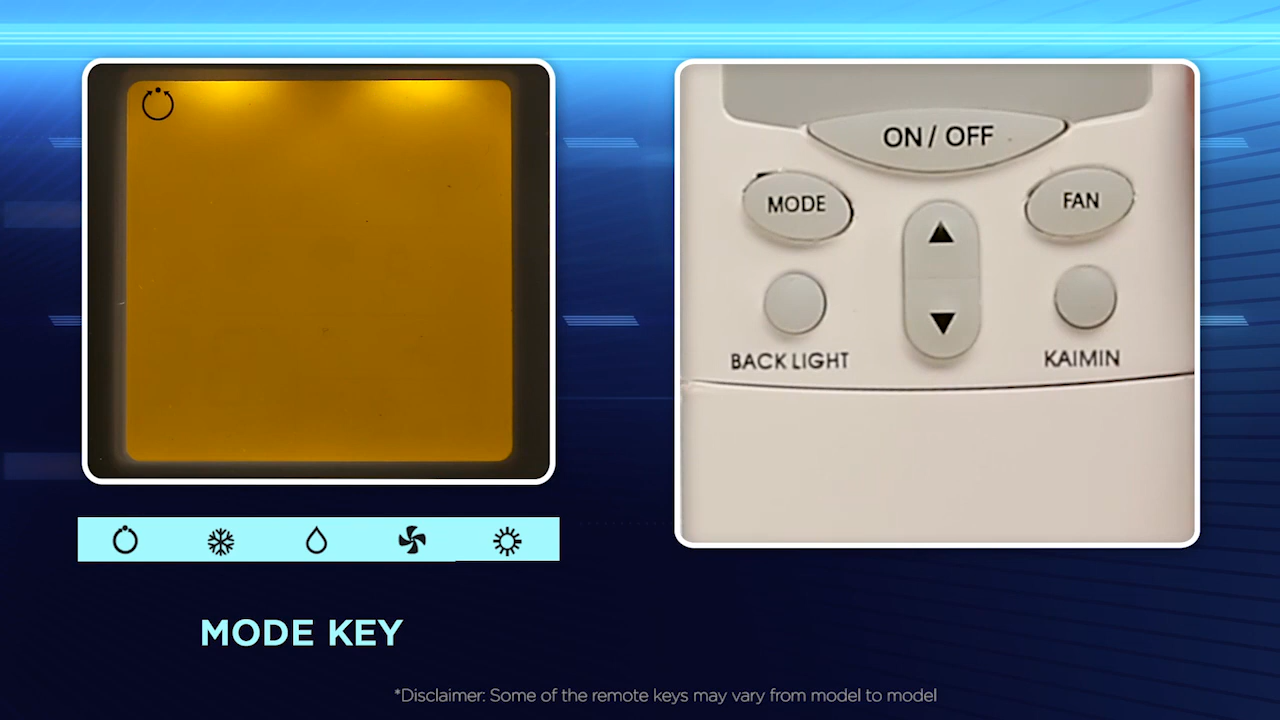 ON / OFF
MODE
FAN
BACK LIGHT
KAIMIN
MODE KEY
*Disclaimer: Some of the remote keys may vary from model to model